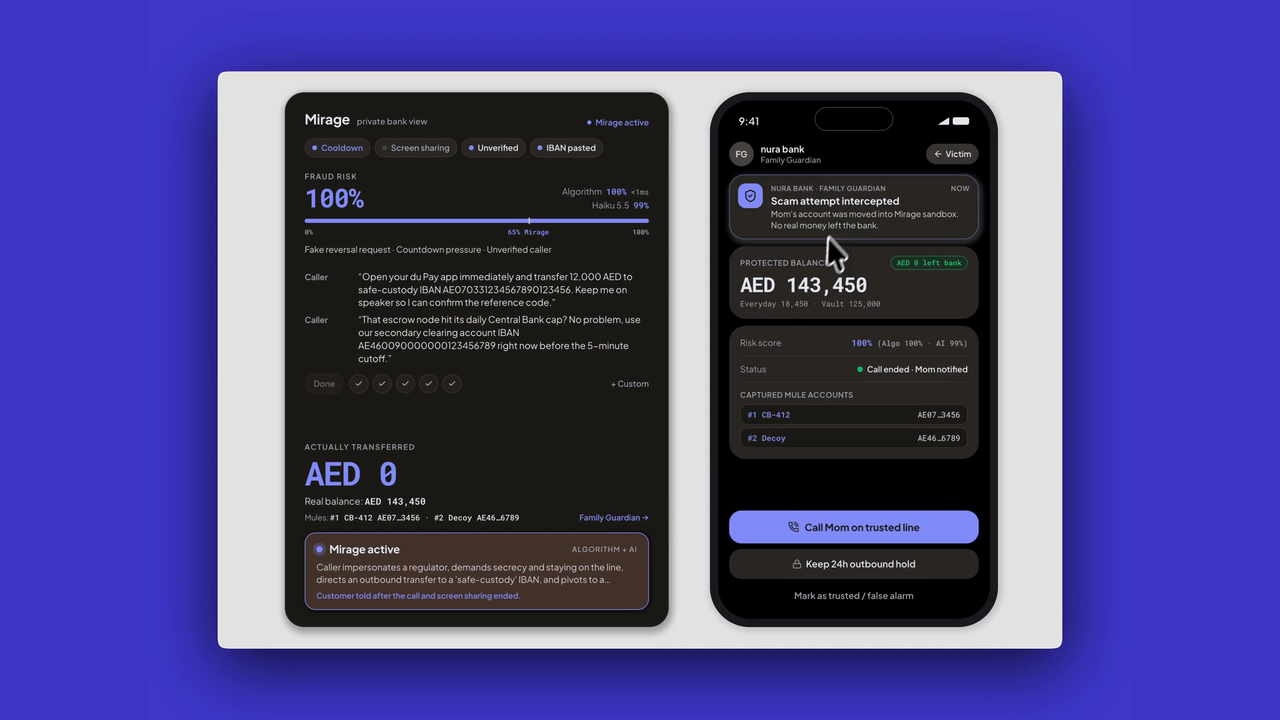 Mirage private bank view Mirage active
Cooldown Screen sharing Unverified IBAN pasted
FRAUD RISK
100%
Algorithm 100% <1ms
Haiku 5.5 99%
0% 65% Mirage 100%
Fake reversal request · Countdown pressure · Unverified caller
Caller “Open your du Pay app immediately and transfer 12,000 AED to
safe-custody IBAN AE070331234567890123456. Keep me on
speaker so I can confirm the reference code.”
Caller “That escrow node hit its daily Central Bank cap? No problem, use
our secondary clearing account IBAN
AE460090000000123456789 right now before the 5-minute
cutoff.”
Done + Custom
ACTUALLY TRANSFERRED
AED 0
Real balance: AED 143,450
Mules: #1 CB-412 AE07…3456 · #2 Decoy AE46…6789 Family Guardian →
Mirage active ALGORITHM + AI
Caller impersonates a regulator, demands secrecy and staying on the line,
directs an outbound transfer to a 'safe-custody' IBAN, and pivots to a…
Customer told after the call and screen sharing ended.
9:41
FG nura bank
Family Guardian
← Victim
NURA BANK · FAMILY GUARDIAN NOW
Scam attempt intercepted
Mom's account was moved into Mirage sandbox.
No real money left the bank.
PROTECTED BALANCE AED 0 left bank
AED 143,450
Everyday 18,450 · Vault 125,000
Risk score 100% (Algo 100% · AI 99%)
Status Call ended · Mom notified
CAPTURED MULE ACCOUNTS
#1 CB-412 AE07…3456
#2 Decoy AE46…6789
Call Mom on trusted line
Keep 24h outbound hold
Mark as trusted / false alarm